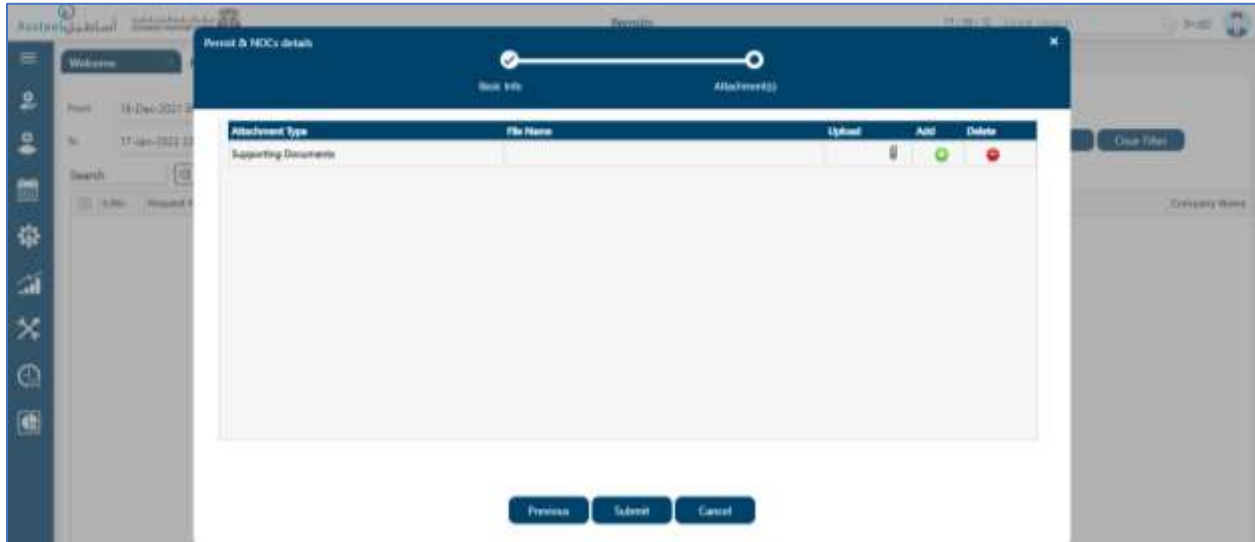 Permits
Permit & NOCs details
×
Basic Info
Attachment(s)
Welcome
From
To
Clear Filter
Search
S.No.
Company Name
Attachment Type
File Name
Upload
Add
Delete
Supporting Documents
Previous
Submit
Cancel